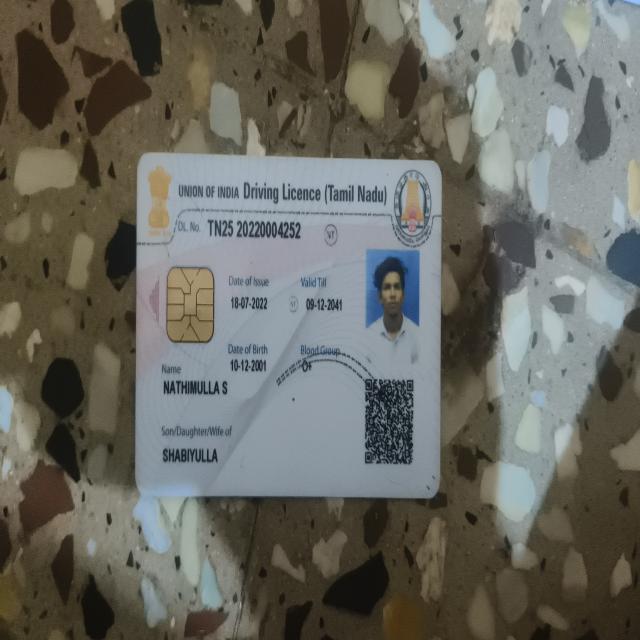 UNION OF INDIA Driving Licence (Tamil Nadu)
DL. No. TN25 20220004252
Date of Issue Valid Till
18-07-2022 09-12-2041
Date of Birth Blood Group
10-12-2001 O+
Name
NATHIMULLA S
Son/Daughter/Wife of
SHABIYULLA